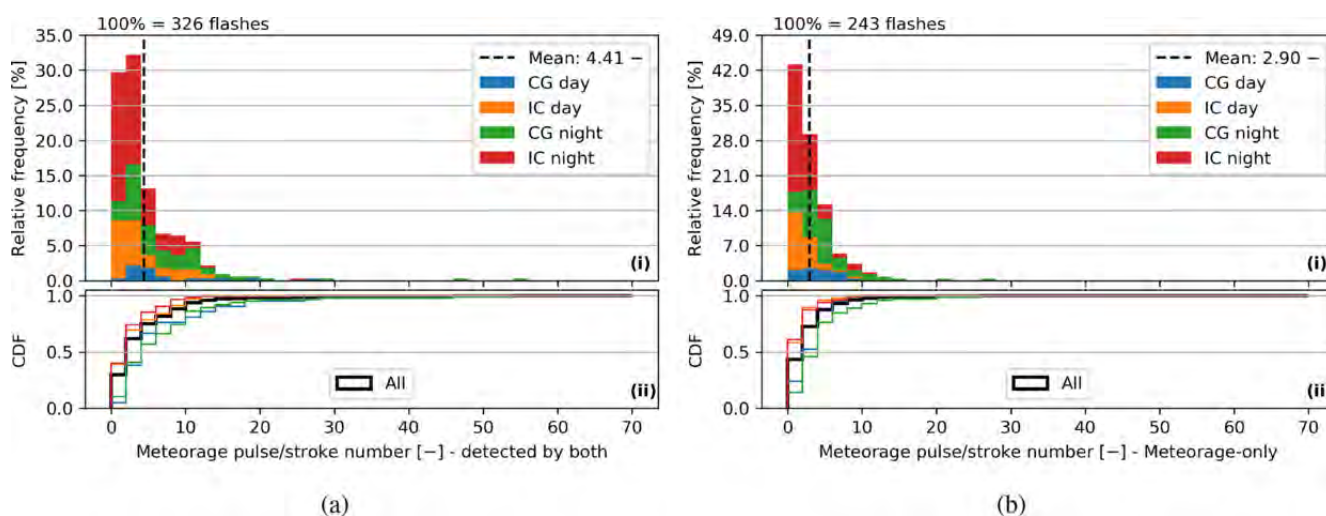 100% = 326 flashes
35.0
30.0
25.0
20.0
15.0
10.0
5.0
0.0
Relative frequency [%]
Mean: 4.41 −
CG day
IC day
CG night
IC night
(i)
1.0
0.5
0.0
CDF
All
(ii)
0 10 20 30 40 50 60 70
Meteorage pulse/stroke number [−] - detected by both
(a)
100% = 243 flashes
49.0
42.0
35.0
28.0
21.0
14.0
7.0
0.0
Relative frequency [%]
Mean: 2.90 −
CG day
IC day
CG night
IC night
(i)
1.0
0.5
0.0
CDF
All
(ii)
0 10 20 30 40 50 60 70
Meteorage pulse/stroke number [−] - Meteorage-only
(b)